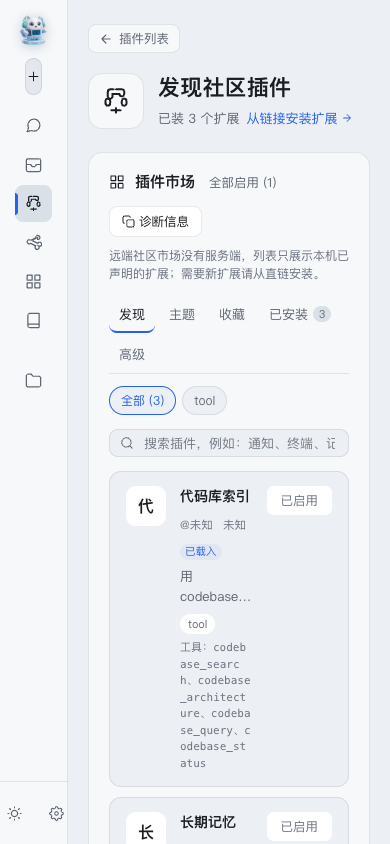 插件列表
发现社区插件
已装 3 个扩展 从链接安装扩展 →
插件市场 全部启用 (1)
诊断信息
远端社区市场没有服务端，列表只展示本机已
声明的扩展；需要新扩展请从直链安装。
发现 主题 收藏 已安装 3
高级
全部 (3) tool
搜索插件，例如：通知、终端、记
代 代码库索引 已启用
@未知 未知
已载入
用
codebase…
tool
工具: codeb
ase_searc
h、codebase
_architect
ure、codeba
se_query、c
odebase_st
atus
长 长期记忆 已启用